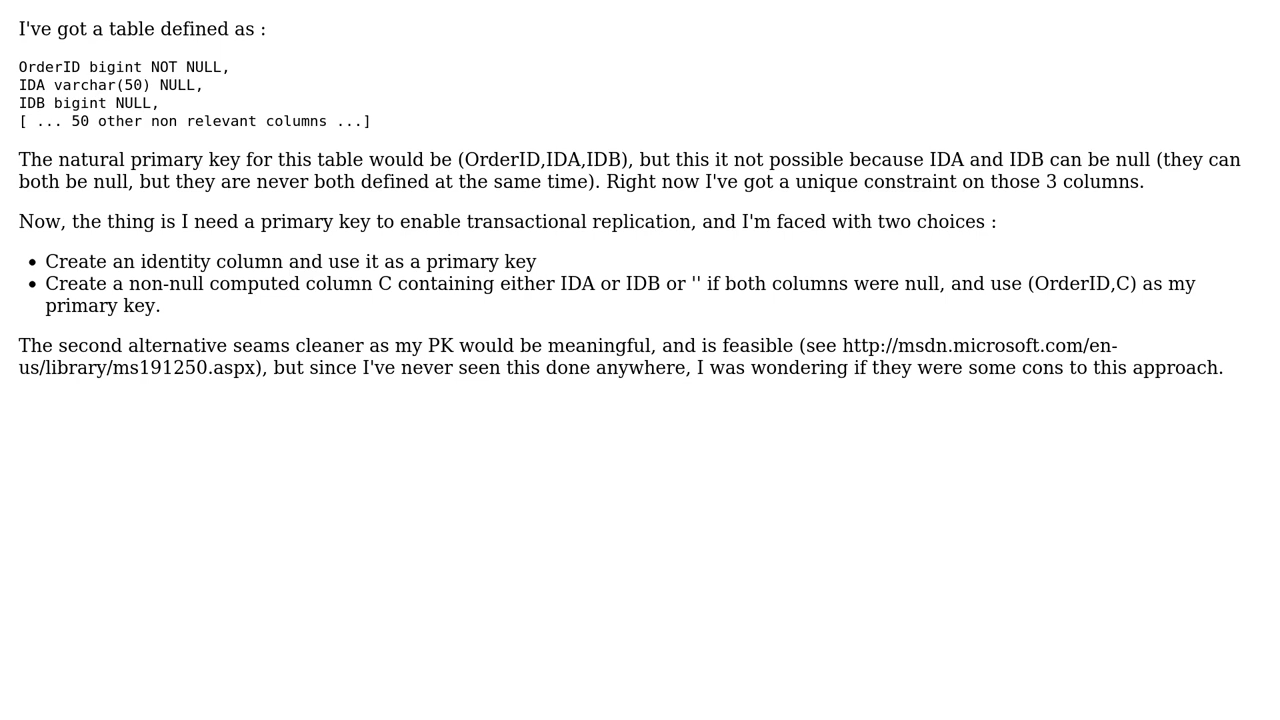 I've got a table defined as :
OrderID bigint NOT NULL,
IDA varchar(50) NULL,
IDB bigint NULL,
[ ... 50 other non relevant columns ...]
The natural primary key for this table would be (OrderID,IDA,IDB), but this it not possible because IDA and IDB can be null (they can
both be null, but they are never both defined at the same time). Right now I've got a unique constraint on those 3 columns.
Now, the thing is I need a primary key to enable transactional replication, and I'm faced with two choices :
• Create an identity column and use it as a primary key
• Create a non-null computed column C containing either IDA or IDB or '' if both columns were null, and use (OrderID,C) as my
primary key.
The second alternative seams cleaner as my PK would be meaningful, and is feasible (see http://msdn.microsoft.com/en-
us/library/ms191250.aspx), but since I've never seen this done anywhere, I was wondering if they were some cons to this approach.